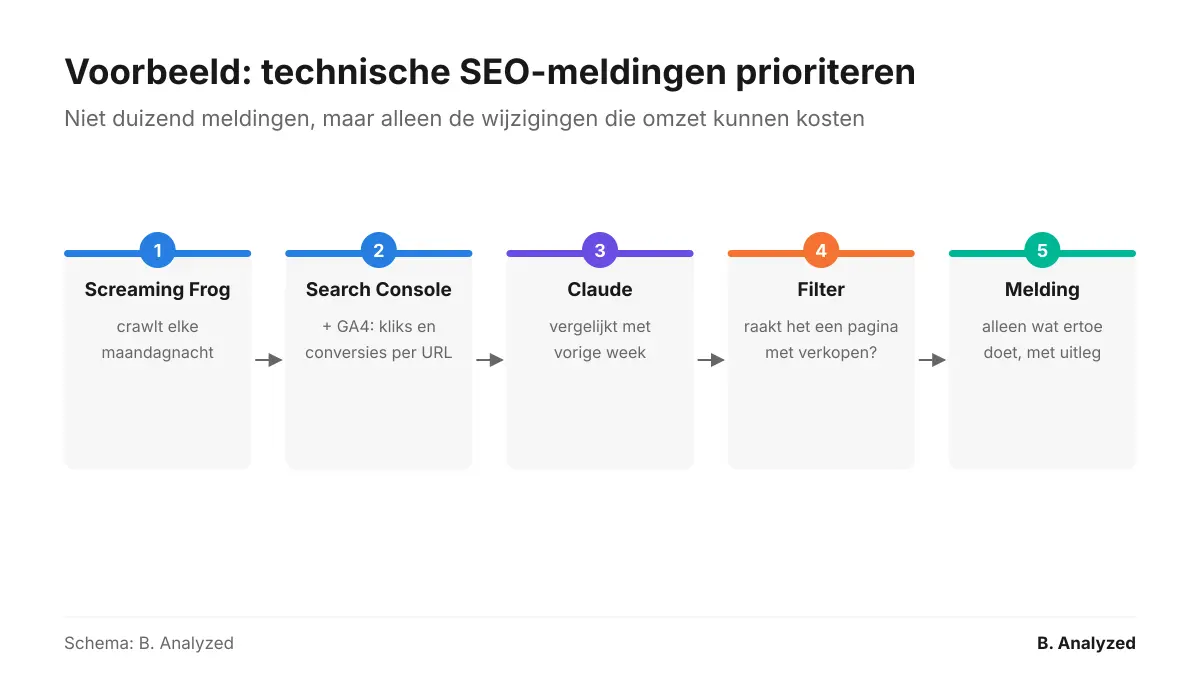 Voorbeeld: technische SEO-meldingen prioriteren
Niet duizend meldingen, maar alleen de wijzigingen die omzet kunnen kosten
1
Screaming Frog
crawlt elke
maandagnacht
2
Search Console
+ GA4: kliks en
conversies per URL
3
Claude
vergelijkt met
vorige week
4
Filter
raakt het een pagina
met verkopen?
5
Melding
alleen wat ertoe
doet, met uitleg
Schema: B. Analyzed
B. Analyzed